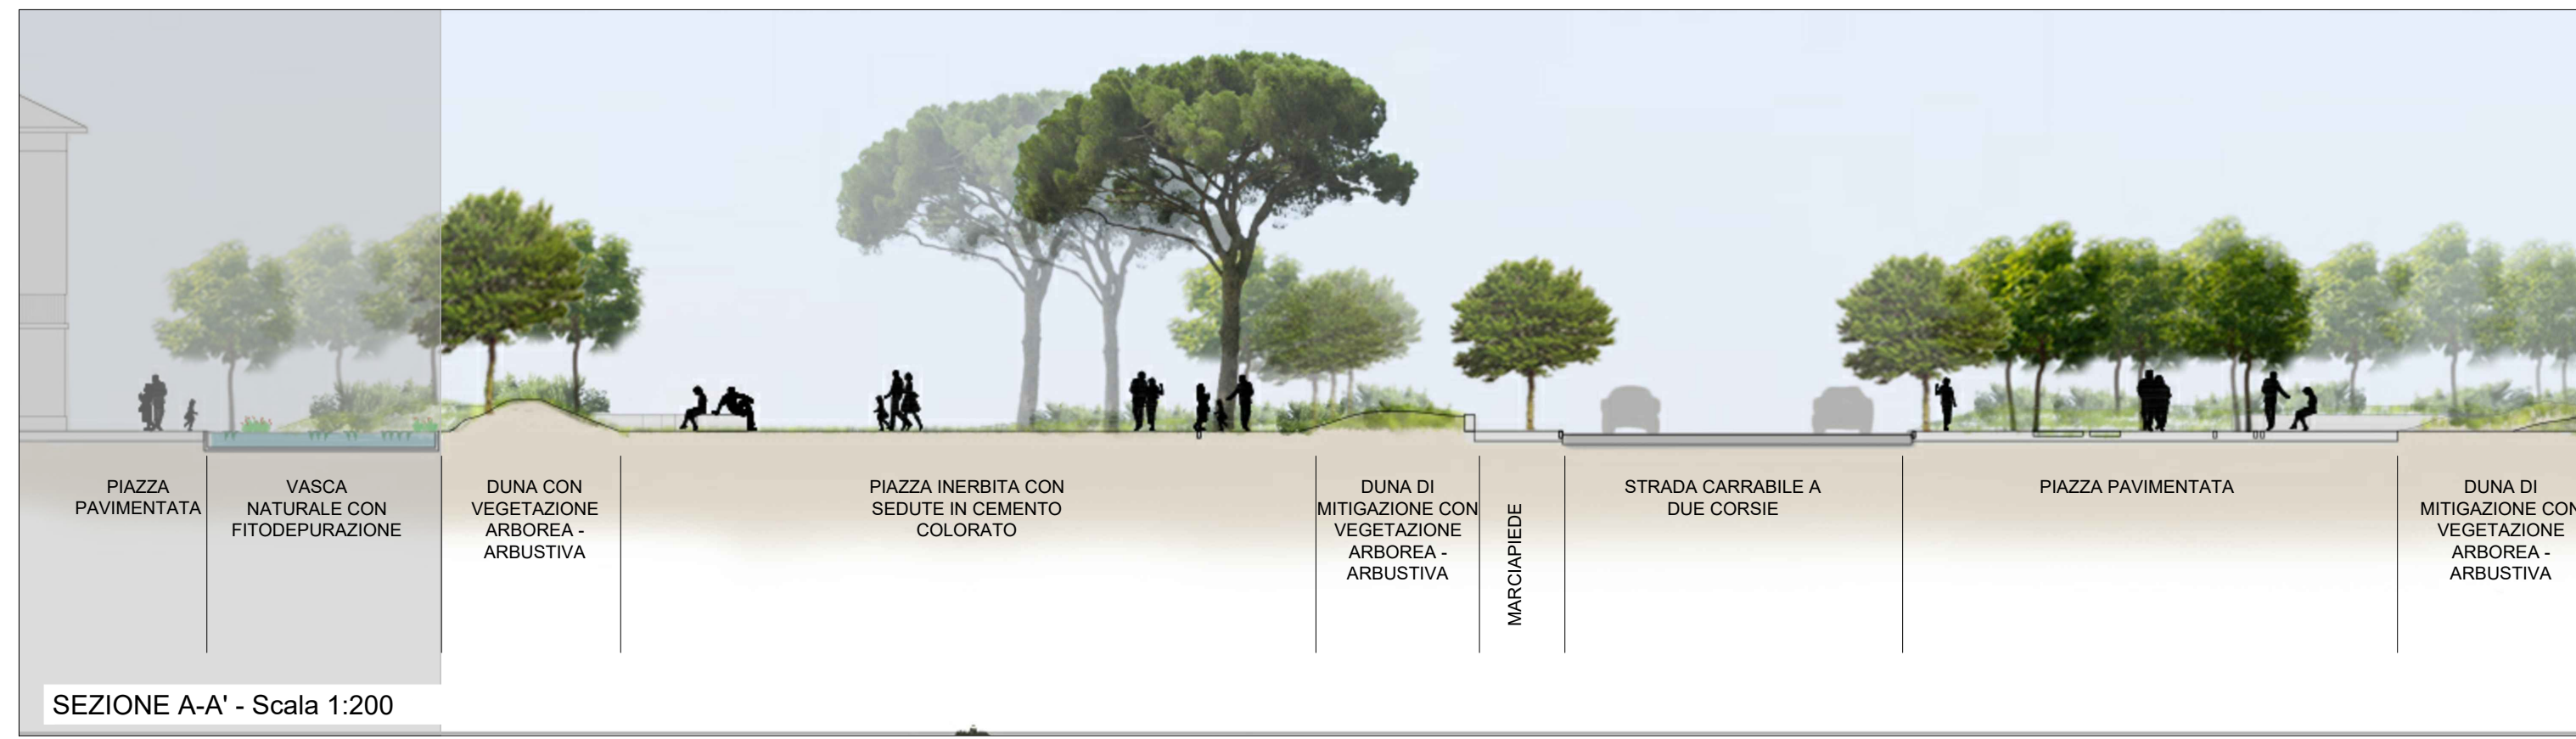 PIAZZA
PAVIMENTATA
VASCA
NATURALE CON
FITODEPURAZIONE
DUNA CON
VEGETAZIONE
ARBOREA -
ARBUSTIVA
PIAZZA INERBITA CON
SEDUTE IN CEMENTO
COLORATO
DUNA DI
MITIGAZIONE CON
VEGETAZIONE
ARBOREA -
ARBUSTIVA
MARCIAPIEDE
STRADA CARRABILE A
DUE CORSIE
PIAZZA PAVIMENTATA
DUNA DI
MITIGAZIONE CON
VEGETAZIONE
ARBOREA -
ARBUSTIVA
SEZIONE A-A' - Scala 1:200